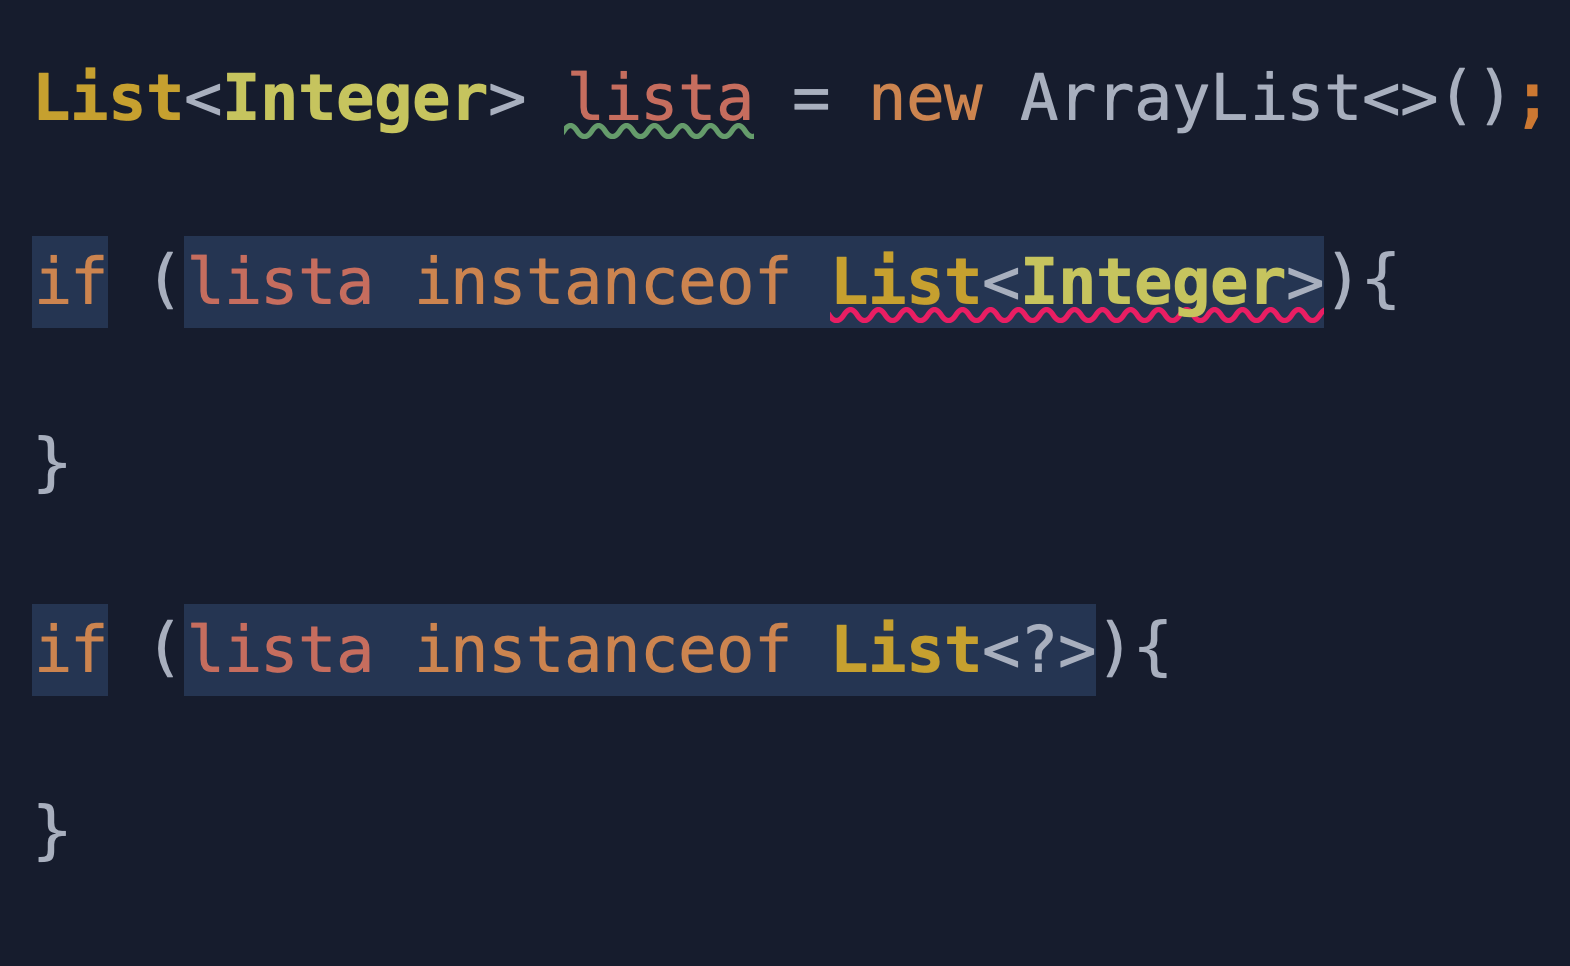 List<Integer> lista = new ArrayList<>();
if (lista instanceof List<Integer>){
}
if (lista instanceof List<?>){
}